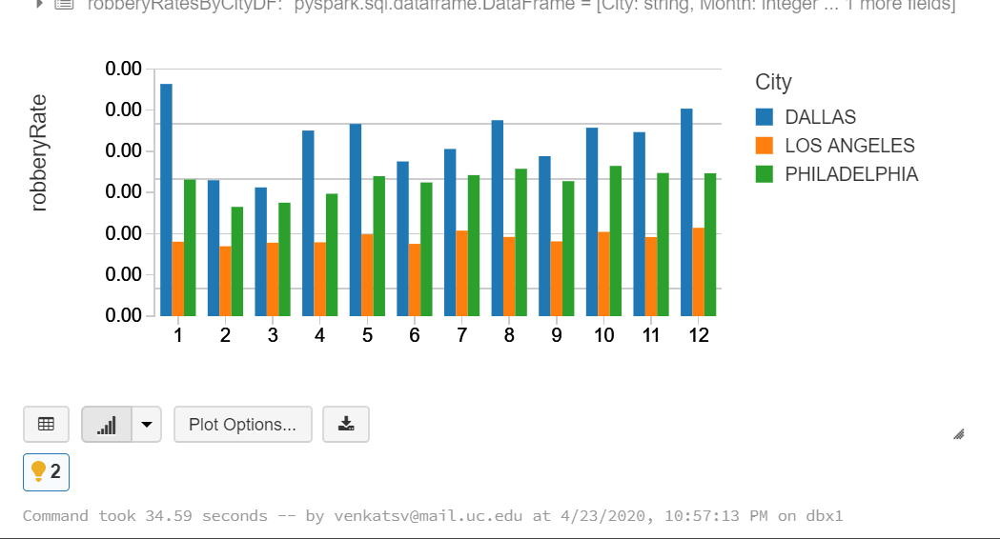 robberyRatesByCityDF: pyspark.sql.dataframe.DataFrame = [City: string, Month: integer ... 1 more fields]
robberyRate
0.00
0.00
0.00
0.00
0.00
0.00
0.00
1 2 3 4 5 6 7 8 9 10 11 12
City
DALLAS
LOS ANGELES
PHILADELPHIA
Plot Options...
2
Command took 34.59 seconds -- by venkatsv@mail.uc.edu at 4/23/2020, 10:57:13 PM on dbx1